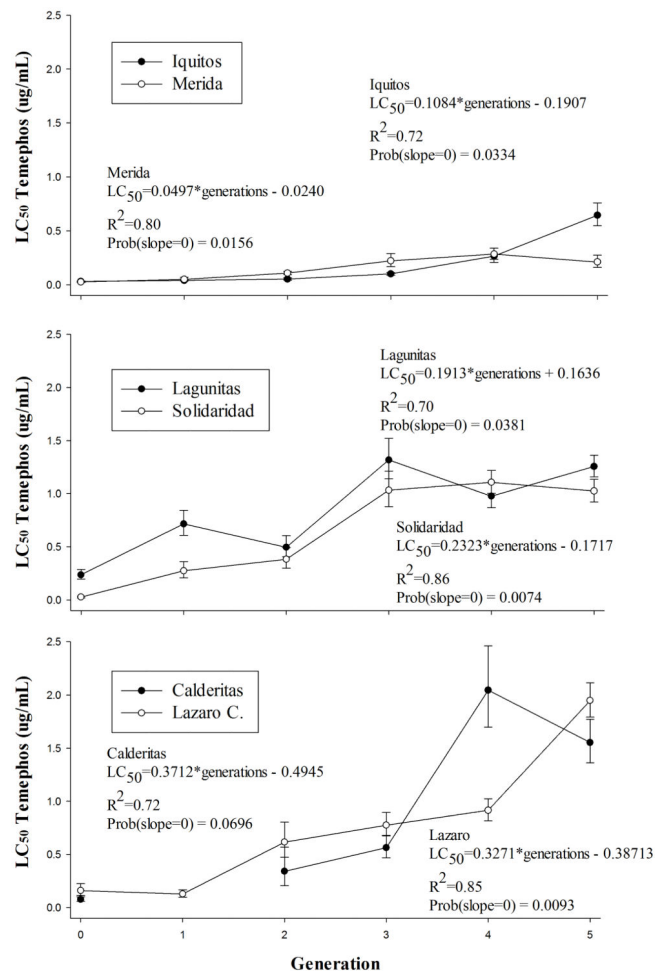 LC50 Temephos (ug/mL)
2.5
2.0
1.5
1.0
0.5
0.0
Iquitos
Merida
Iquitos
LC50=0.1084*generations - 0.1907
R2=0.72
Prob(slope=0) = 0.0334
Merida
LC50=0.0497*generations - 0.0240
R2=0.80
Prob(slope=0) = 0.0156
LC50 Temephos (ug/mL)
2.5
2.0
1.5
1.0
0.5
0.0
Lagunitas
Solidaridad
Lagunitas
LC50=0.1913*generations + 0.1636
R2=0.70
Prob(slope=0) = 0.0381
Solidaridad
LC50=0.2323*generations - 0.1717
R2=0.86
Prob(slope=0) = 0.0074
LC50 Temephos (ug/mL)
2.5
2.0
1.5
1.0
0.5
0.0
Calderitas
Lazaro C.
Calderitas
LC50=0.3712*generations - 0.4945
R2=0.72
Prob(slope=0) = 0.0696
Lazaro
LC50=0.3271*generations - 0.38713
R2=0.85
Prob(slope=0) = 0.0093
0 1 2 3 4 5
Generation